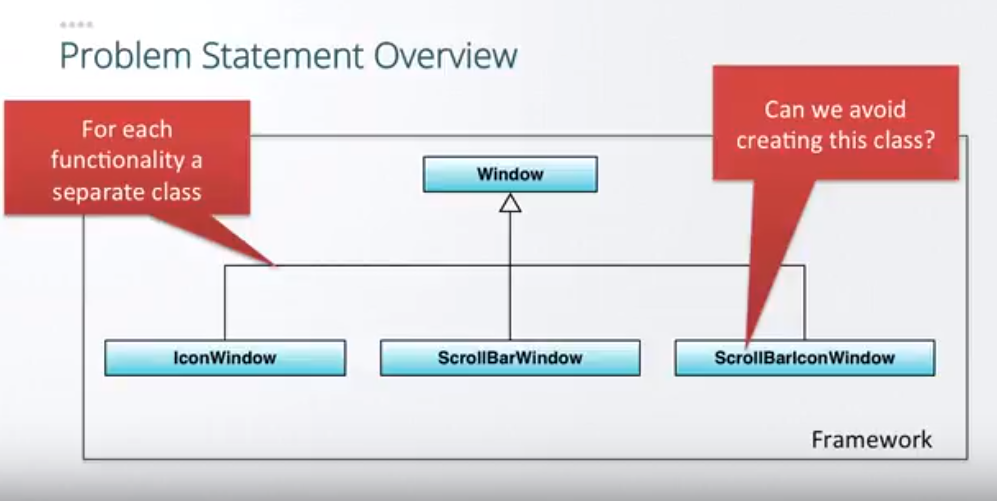 Problem Statement Overview
For each
functionality a
separate class
Can we avoid
creating this class?
Window
IconWindow
ScrollBarWindow
ScrollBarIconWindow
Framework